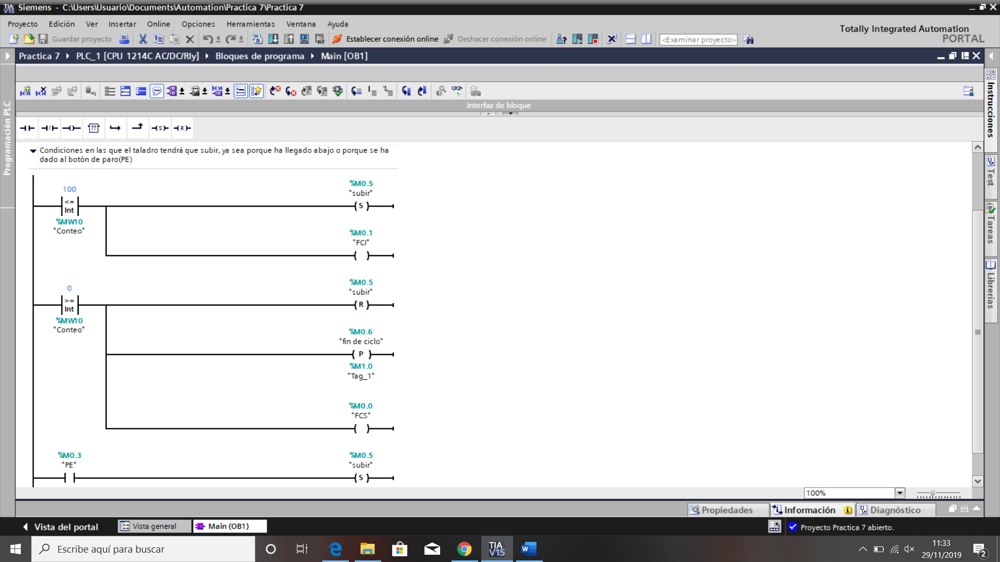 TIA V15 Siemens - C:\Users\Usuario\Documents\Automation\Practica 7\Practica 7
Proyecto Edición Ver Insertar Online Opciones Herramientas Ventana Ayuda
Totally Integrated Automation
PORTAL
Guardar proyecto Establecer conexión online Deshacer conexión online <Examinar proyecto>
Practica 7 PLC_1 [CPU 1214C AC/DC/Rly] Bloques de programa Main [OB1]
Programación PLC
Interfaz de bloque
??
S
R
Condiciones en las que el taladro tendrá que subir, ya sea porque ha llegado abajo o porque se ha
dado al botón de paro(PE)
100
<=
Int
%MW10
"Conteo"
%M0.5
"subir"
S
%M0.1
"FCI"
0
>=
Int
%MW10
"Conteo"
%M0.5
"subir"
R
%M0.6
"fin de ciclo"
P
%M1.0
"Tag_1"
%M0.0
"FCS"
%M0.3
"PE"
%M0.5
"subir"
S
Instrucciones
Test
Tareas
Librerías
100%
Propiedades Información Diagnóstico
Vista del portal Vista general Main (OB1) Proyecto Practica 7 abierto.
Escribe aquí para buscar
TIA V15
11:33
29/11/2019
2